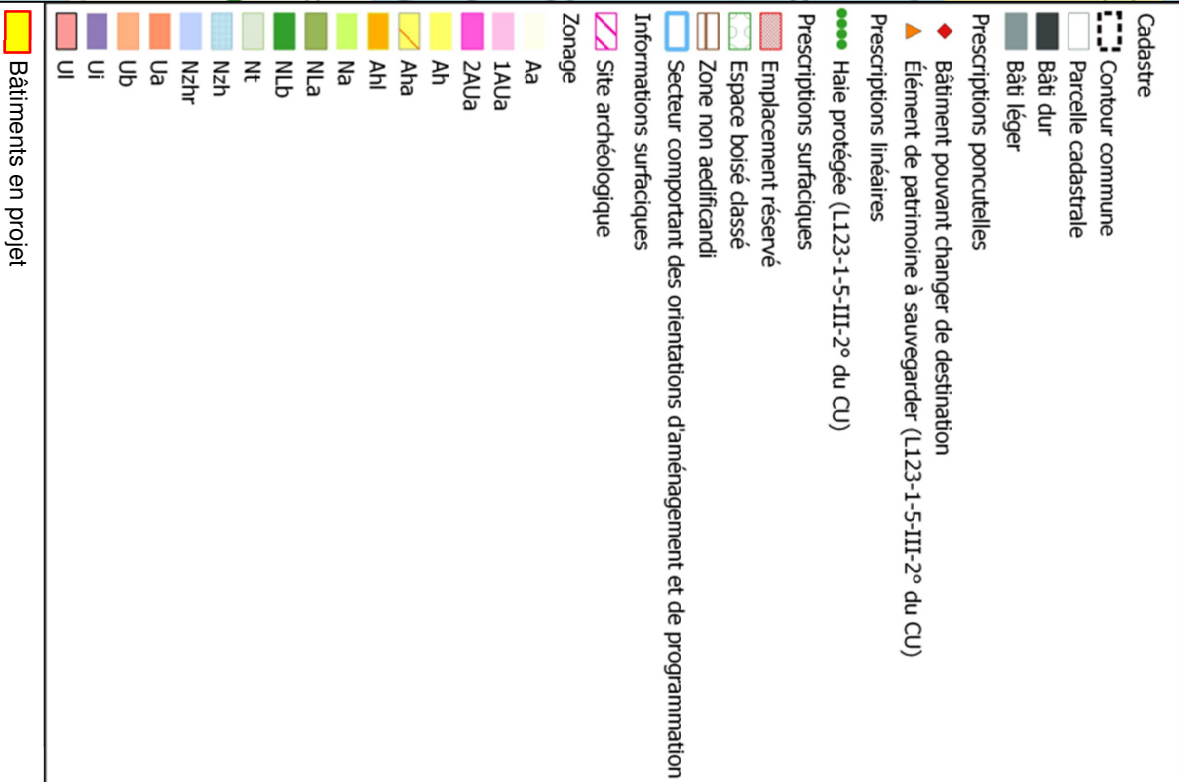 Cadastre
Contour commune
Parcelle cadastrale
Bâti dur
Bâti léger
Prescriptions poncutelles
Bâtiment pouvant changer de destination
Élément de patrimoine à sauvegarder (L123-1-5-III-2° du CU)
Prescriptions linéaires
Haie protégée (L123-1-5-III-2° du CU)
Prescriptions surfaciques
Emplacement réservé
Espace boisé classé
Zone non aedificandi
Secteur comportant des orientations d'aménagement et de programmation
Informations surfaciques
Site archéologique
Zonage
Aa
1AUa
2AUa
Ah
Aha
Ahl
Na
NLa
NLb
Nt
Nzh
Nzhr
Ua
Ub
Ui
Ul
Bâtiments en projet